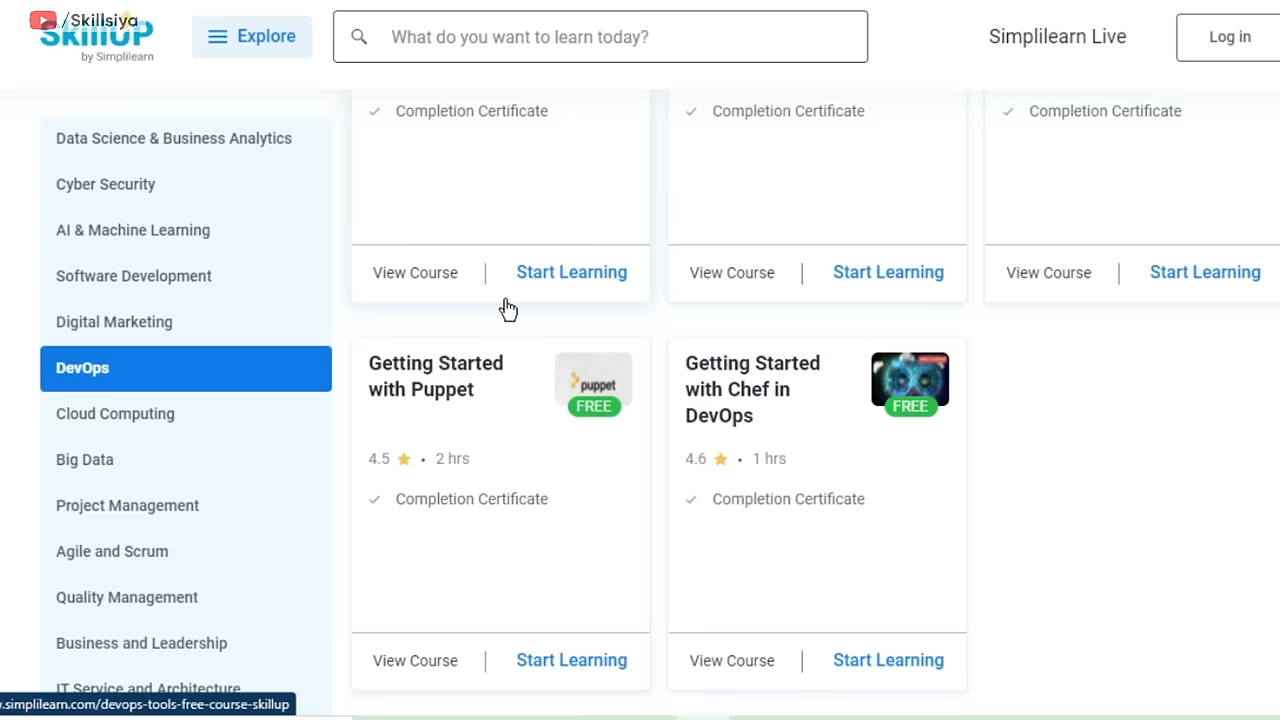 /Skillsiya
SkillUP
by Simplilearn
Explore
What do you want to learn today?
Simplilearn Live
Log in
Data Science & Business Analytics
Cyber Security
AI & Machine Learning
Software Development
Digital Marketing
DevOps
Cloud Computing
Big Data
Project Management
Agile and Scrum
Quality Management
Business and Leadership
IT Service and Architecture
Completion Certificate
Completion Certificate
Completion Certificate
View Course | Start Learning
View Course | Start Learning
View Course | Start Learning
Getting Started
with Puppet
puppet
FREE
4.5 ★ • 2 hrs
Completion Certificate
View Course | Start Learning
Getting Started
with Chef in
DevOps
FREE
4.6 ★ • 1 hrs
Completion Certificate
View Course | Start Learning
.simplilearn.com/devops-tools-free-course-skillup